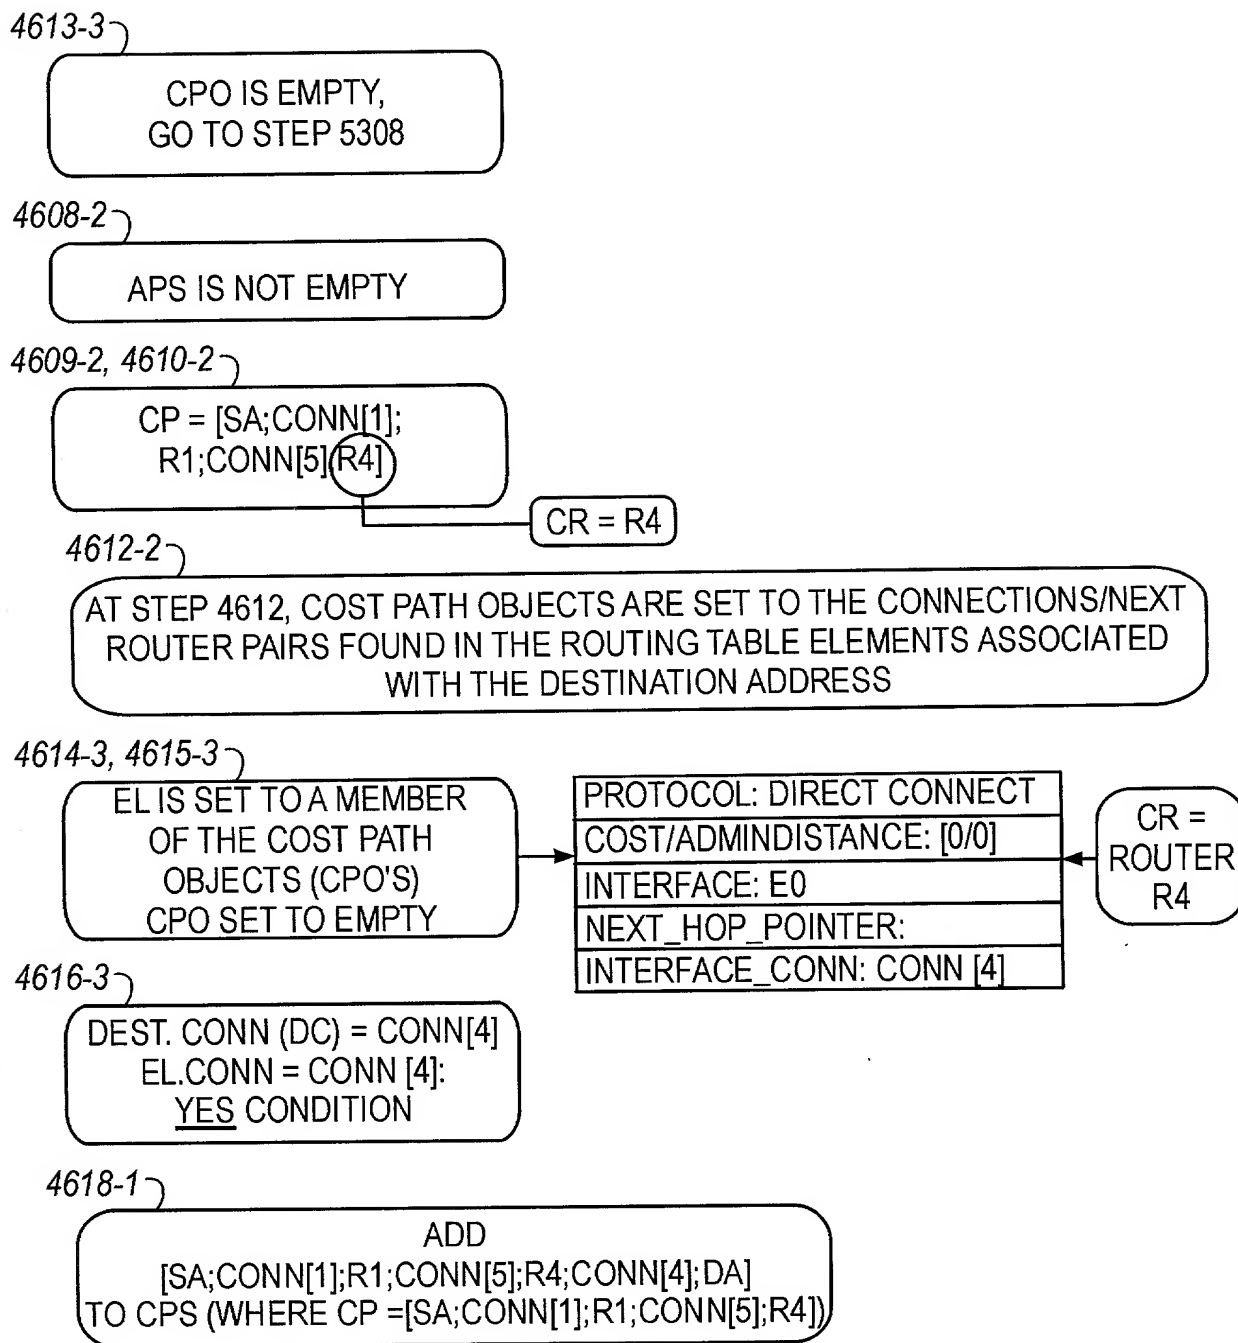 4613-3
CPO IS EMPTY,
GO TO STEP 5308
4608-2
APS IS NOT EMPTY
4609-2, 4610-2
CP = [SA;CONN[1];
R1;CONN[5] R4]
CR = R4
4612-2
AT STEP 4612, COST PATH OBJECTS ARE SET TO THE CONNECTIONS/NEXT
ROUTER PAIRS FOUND IN THE ROUTING TABLE ELEMENTS ASSOCIATED
WITH THE DESTINATION ADDRESS
4614-3, 4615-3
EL IS SET TO A MEMBER
OF THE COST PATH
OBJECTS (CPO'S)
CPO SET TO EMPTY
PROTOCOL: DIRECT CONNECT
COST/ADMINDISTANCE: [0/0]
INTERFACE: E0
NEXT_HOP_POINTER:
INTERFACE_CONN: CONN [4]
CR =
ROUTER
R4
4616-3
DEST. CONN (DC) = CONN[4]
EL.CONN = CONN [4]:
YES CONDITION
4618-1
ADD
[SA;CONN[1];R1;CONN[5];R4;CONN[4];DA]
TO CPS (WHERE CP =[SA;CONN[1];R1;CONN[5];R4])